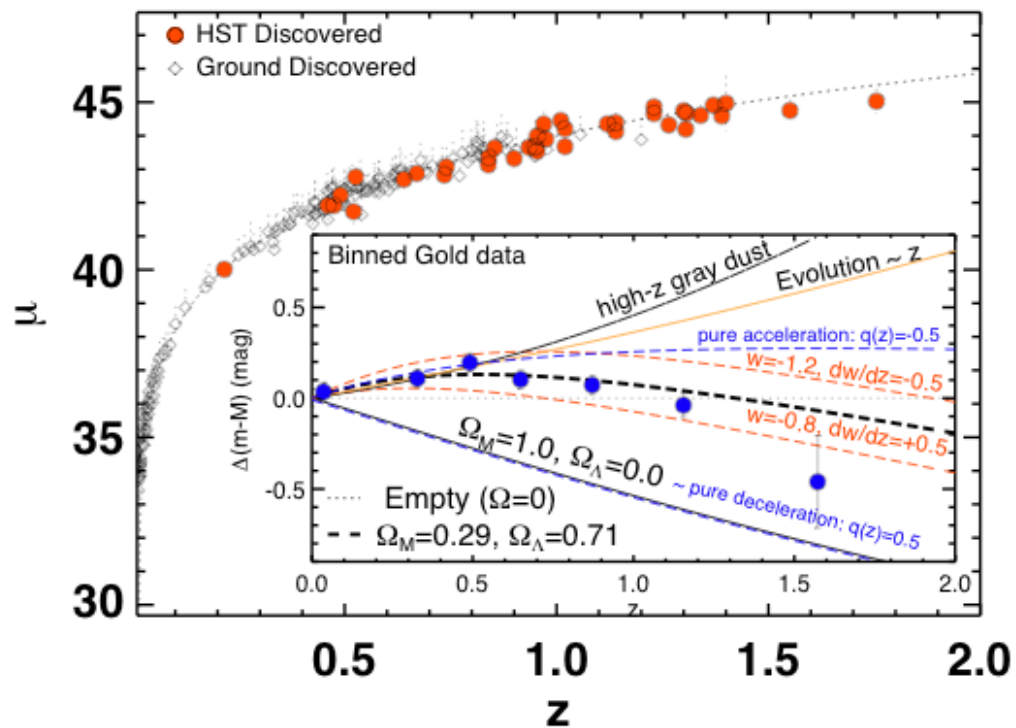 HST Discovered
Ground Discovered
μ
45
40
35
30
0.5
1.0
1.5
2.0
z
Binned Gold data
Δ(m-M) (mag)
0.5
0.0
-0.5
high-z gray dust
Evolution ~ z
pure acceleration: q(z)=-0.5
w=-1.2, dw/dz=-0.5
w=-0.8, dw/dz=+0.5
Ω_M=1.0, Ω_Λ=0.0
~ pure deceleration: q(z)=0.5
Empty (Ω=0)
Ω_M=0.29, Ω_Λ=0.71
0.0
0.5
1.0
1.5
2.0
z